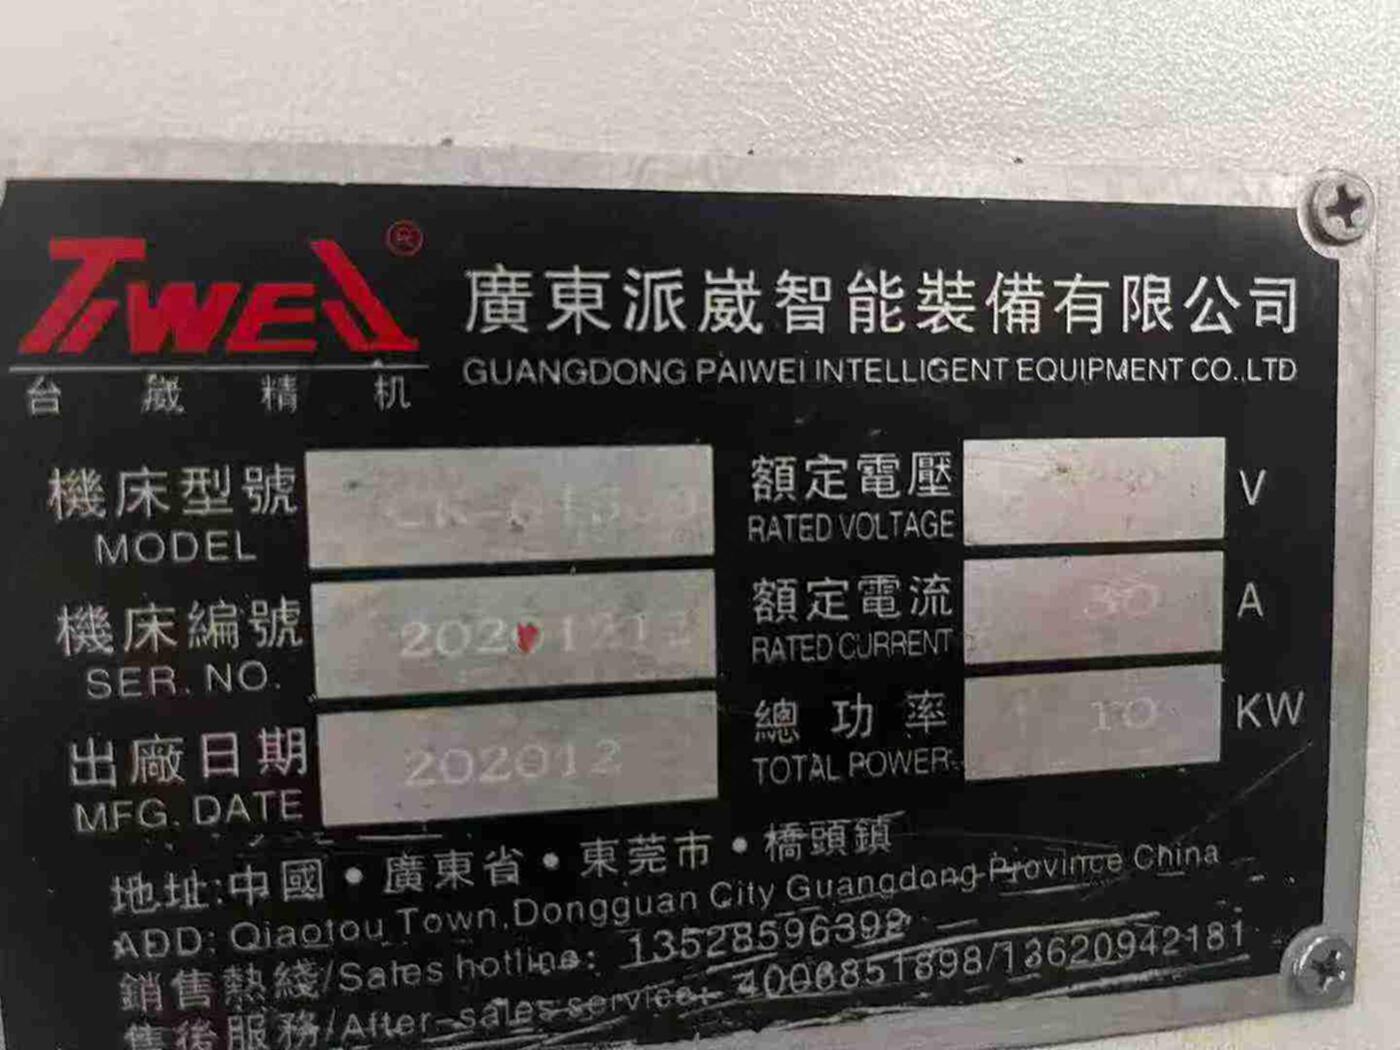 TIWEI ®
台 崴 精 机
廣東派崴智能裝備有限公司
GUANGDONG PAIWEI INTELLIGENT EQUIPMENT CO.,LTD
機床型號
MODEL
額定電壓 V
RATED VOLTAGE
機床編號 20201212
SER. NO.
額定電流 30 A
RATED CURRENT
出廠日期 202012
MFG. DATE
總功率 10 KW
TOTAL POWER
地址:中國•廣東省•東莞市•橋頭鎮
ADD: Qiaotou Town,Dongguan City Guangdong Province China
銷售熱綫/Sales hotline: 13528596392
售後服務/After-sales service: 4006851898/13620942181